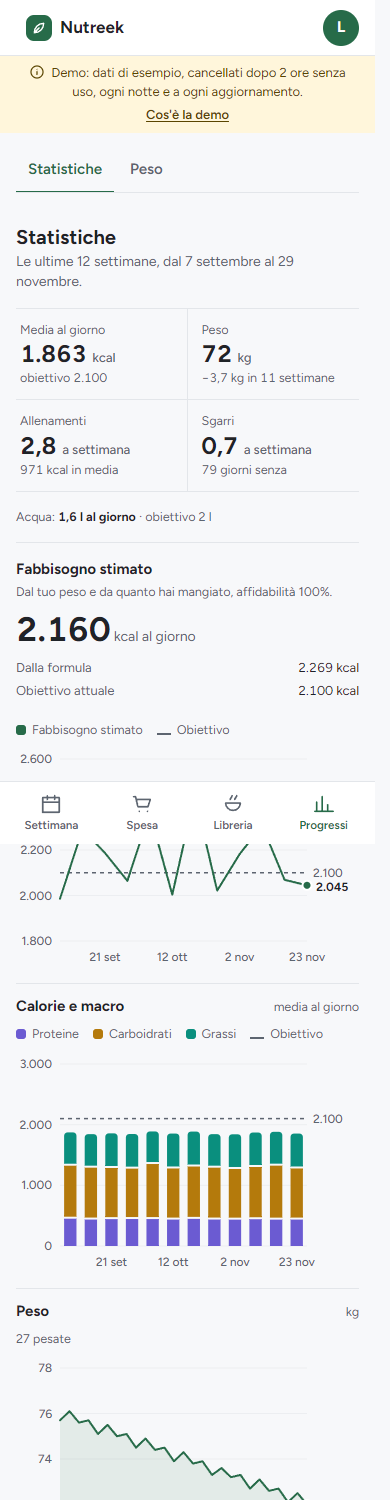 Nutreek
L
Demo: dati di esempio, cancellati dopo 2 ore senza
uso, ogni notte e a ogni aggiornamento.
Cos'è la demo
Statistiche Peso
Statistiche
Le ultime 12 settimane, dal 7 settembre al 29
novembre.
Media al giorno
1.863 kcal
obiettivo 2.100
Peso
72 kg
−3,7 kg in 11 settimane
Allenamenti
2,8 a settimana
971 kcal in media
Sgarri
0,7 a settimana
79 giorni senza
Acqua: 1,6 l al giorno · obiettivo 2 l
Fabbisogno stimato
Dal tuo peso e da quanto hai mangiato, affidabilità 100%.
2.160 kcal al giorno
Dalla formula 2.269 kcal
Obiettivo attuale 2.100 kcal
Fabbisogno stimato Obiettivo
2.600
Settimana Spesa Libreria Progressi
2.200
2.100
2.045
2.000
1.800
21 set 12 ott 2 nov 23 nov
Calorie e macro media al giorno
Proteine Carboidrati Grassi Obiettivo
3.000
2.000
2.100
1.000
0
21 set 12 ott 2 nov 23 nov
Peso kg
27 pesate
78
76
74